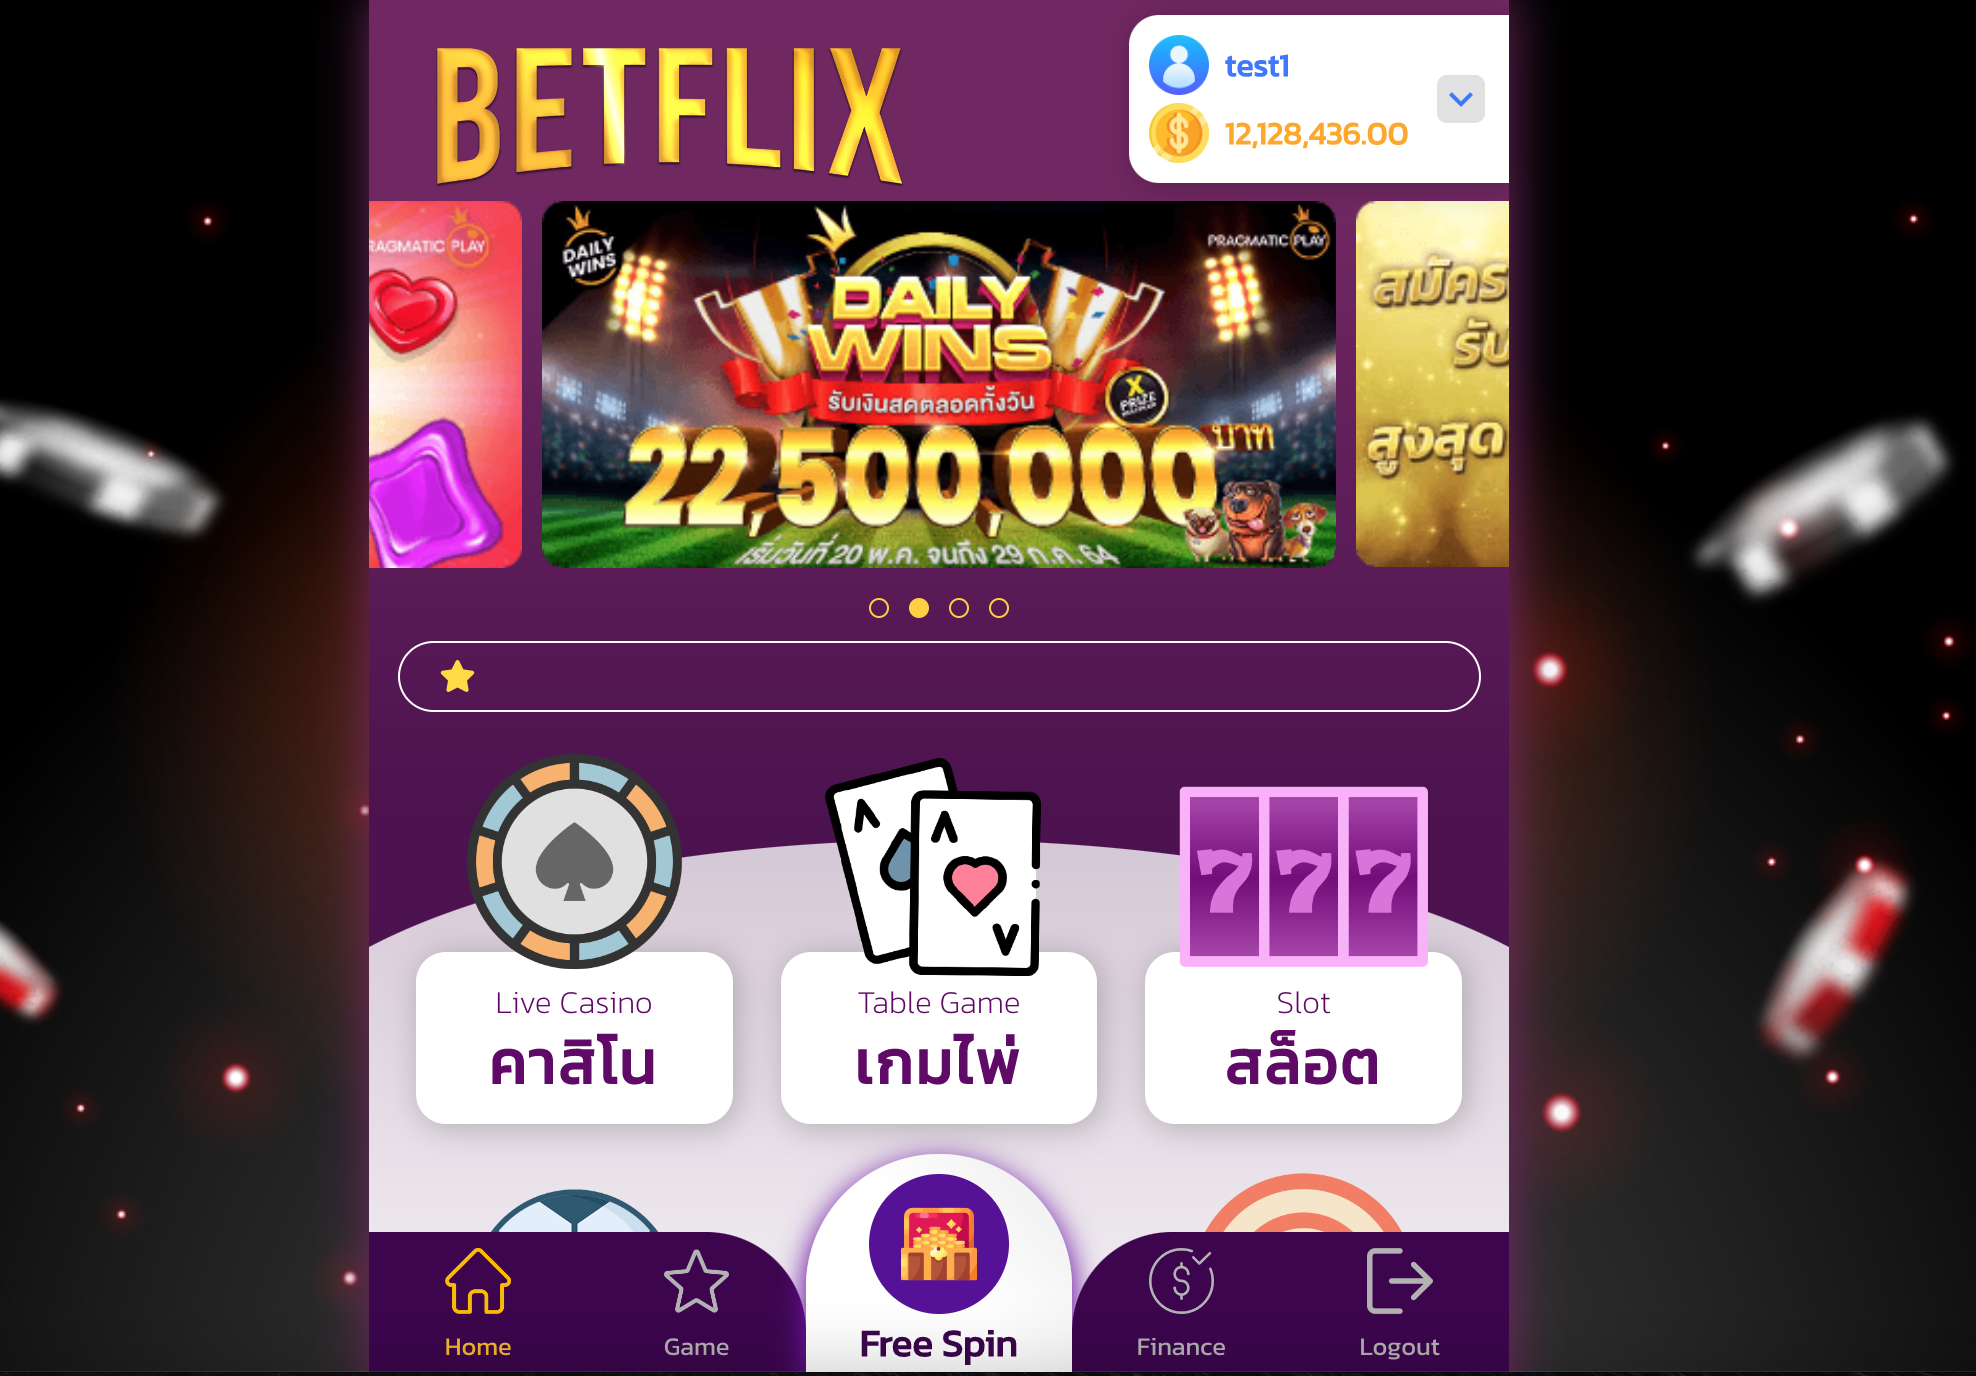 BETFLIX
test1
12,128,436.00
RAGMATIC PLAY
DAILY
WINS
PRAGMATIC PLAY
DAILY
WINS
รับเงินสดตลอดทั้งวัน
X
PRIZE
22,500,000 บาท
เริ่มวันที่ 20 พ.ค. จนถึง 29 ก.ค. 64
สมัคร
รับ
สูงสุด
777
Live Casino
คาสิโน
Table Game
เกมไพ่
Slot
สล็อต
Home
Game
Free Spin
Finance
Logout